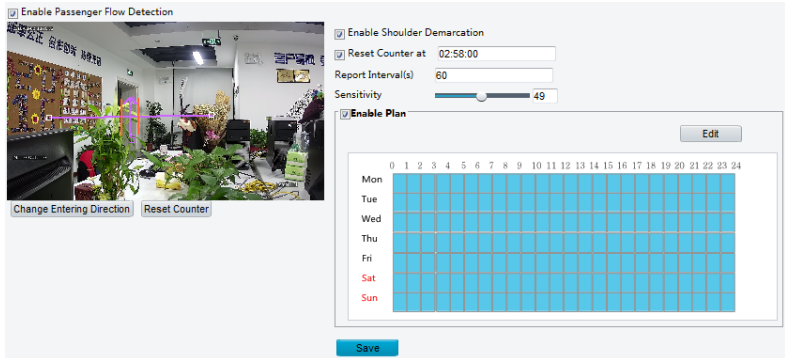 Enable Passenger Flow Detection
Change Entering Direction
Reset Counter
Enable Shoulder Demarcation
Reset Counter at 02:58:00
Report Interval(s) 60
Sensitivity 49
Enable Plan
Edit
0 1 2 3 4 5 6 7 8 9 10 11 12 13 14 15 16 17 18 19 20 21 22 23 24
Mon
Tue
Wed
Thu
Fri
Sat
Sun
Save